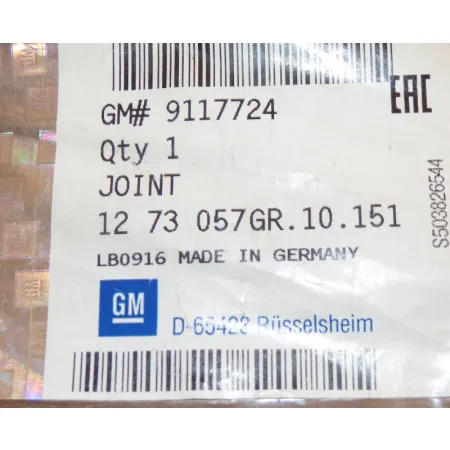 GM# 9117724
EAC
Qty 1
JOINT
12 73 057GR.10.151
LB0916 MADE IN GERMANY
S503826544
GM
D-65423 Rüsselsheim